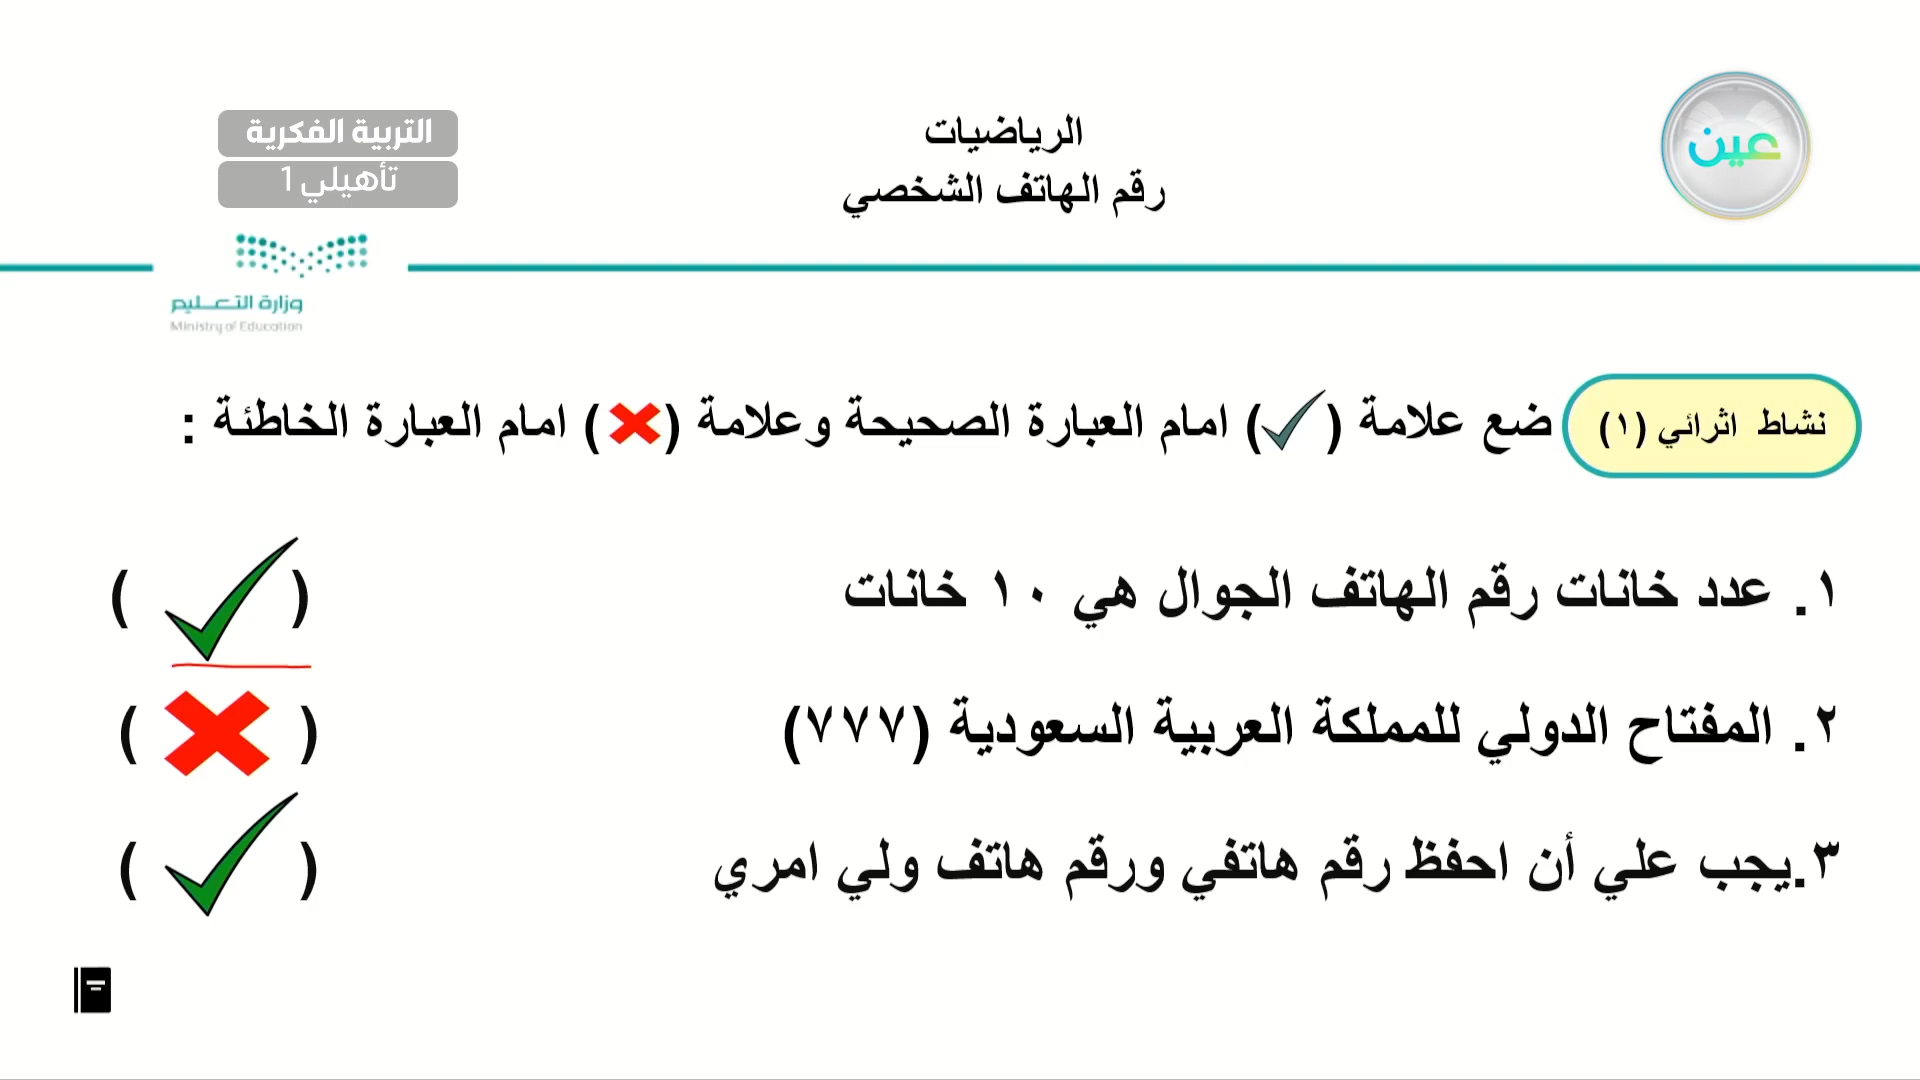 عين
الرياضيات
رقم الهاتف الشخصي
التربية الفكرية
تأهيلي 1
وزارة التعليم
Ministry of Education
نشاط اثرائي (١)
ضع علامة (✓) امام العبارة الصحيحة وعلامة (✖) امام العبارة الخاطئة :
١. عدد خانات رقم الهاتف الجوال هي ١٠ خانات (✓)
٢. المفتاح الدولي للمملكة العربية السعودية (٧٧٧) (✖)
٣.يجب علي أن احفظ رقم هاتفي ورقم هاتف ولي امري (✓)